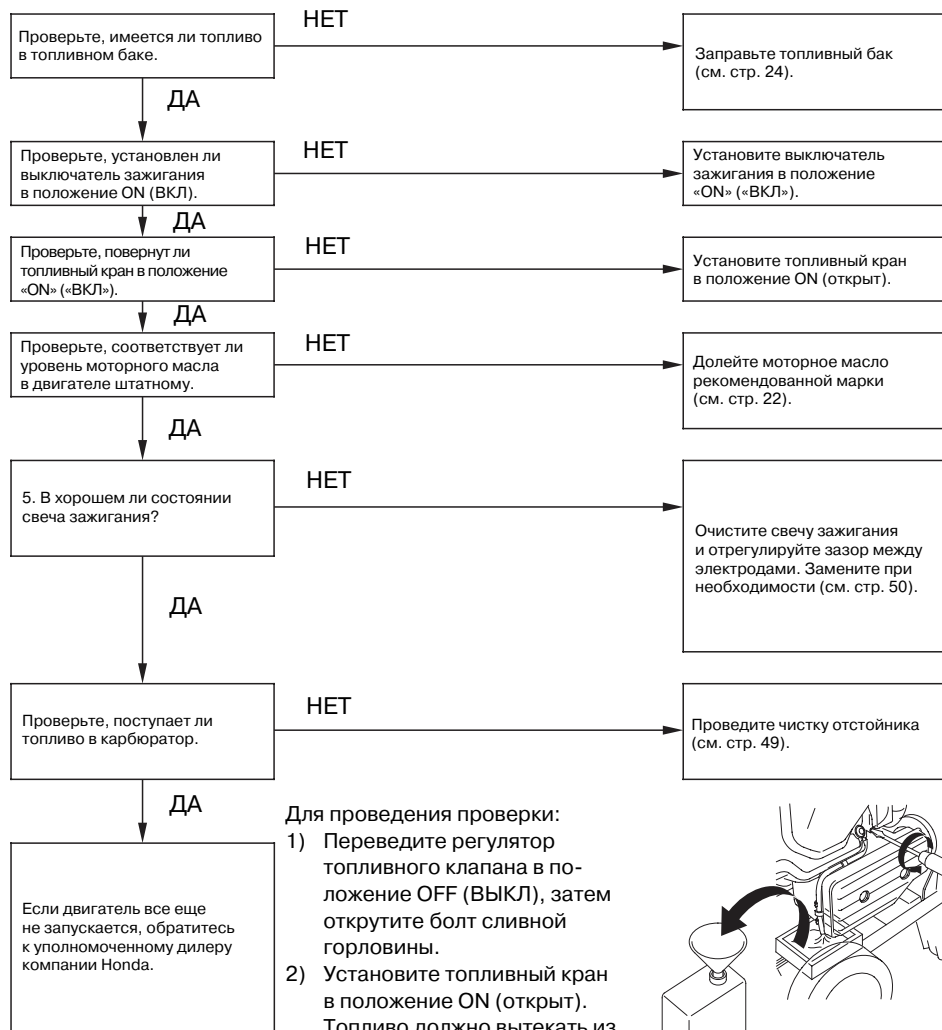 НЕТ
Проверьте, имеется ли топливо
в топливном баке.
Заправьте топливный бак
(см. стр. 24).
ДА
Проверьте, установлен ли
выключатель зажигания
в положение ON (ВКЛ).
НЕТ
Установите выключатель
зажигания в положение
«ON» («ВКЛ»).
ДА
Проверьте, повернут ли
топливный кран в положение
«ON» («ВКЛ»).
НЕТ
Установите топливный кран
в положение ON (открыт).
ДА
Проверьте, соответствует ли
уровень моторного масла
в двигателе штатному.
НЕТ
Долейте моторное масло
рекомендованной марки
(см. стр. 22).
ДА
5. В хорошем ли состоянии
свеча зажигания?
НЕТ
Очистите свечу зажигания
и отрегулируйте зазор между
электродами. Замените при
необходимости (см. стр. 50).
ДА
Проверьте, поступает ли
топливо в карбюратор.
НЕТ
Проведите чистку отстойника
(см. стр. 49).
ДА
Если двигатель все еще
не запускается, обратитесь
к уполномоченному дилеру
компании Honda.
Для проведения проверки:
1) Переведите регулятор
топливного клапана в по-
ложение OFF (ВЫКЛ), затем
открутите болт сливной
горловины.
2) Установите топливный кран
в положение ON (открыт).
Топливо должно вытекать из